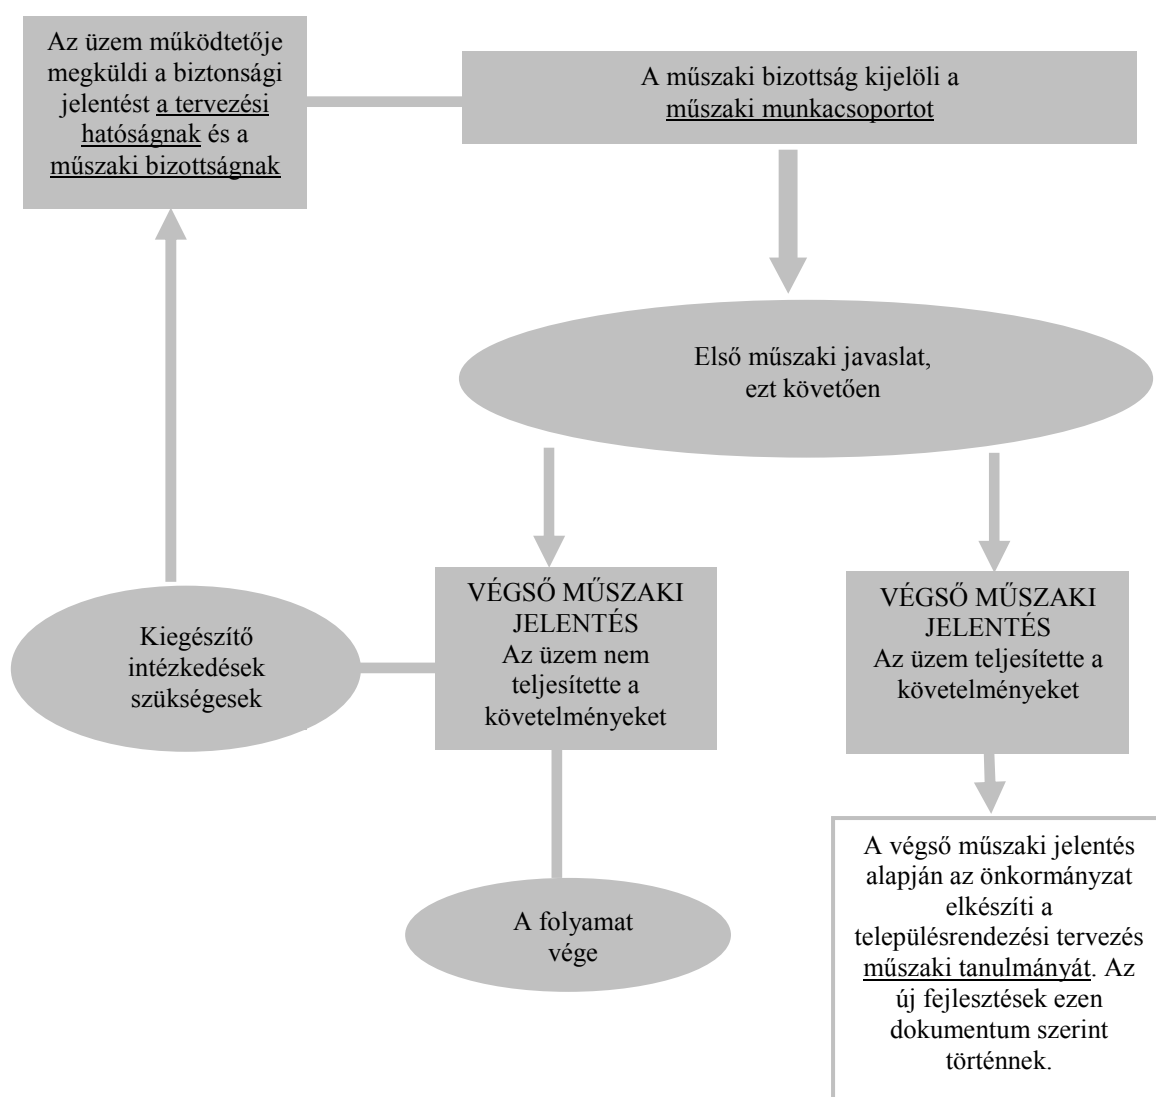 Az üzem működtetője
megküldi a biztonsági
jelentést a tervezési
hatóságnak és a
műszaki bizottságnak
A műszaki bizottság kijelöli a
műszaki munkacsoportot
Első műszaki javaslat,
ezt követően
Kiegészítő
intézkedések
szükségesek
VÉGSŐ MŰSZAKI
JELENTÉS
Az üzem nem
teljesítette a
követelményeket
VÉGSŐ MŰSZAKI
JELENTÉS
Az üzem teljesítette a
követelményeket
A folyamat
vége
A végső műszaki jelentés
alapján az önkormányzat
elkészíti a
településrendezési tervezés
műszaki tanulmányát. Az
új fejlesztések ezen
dokumentum szerint
történnek.